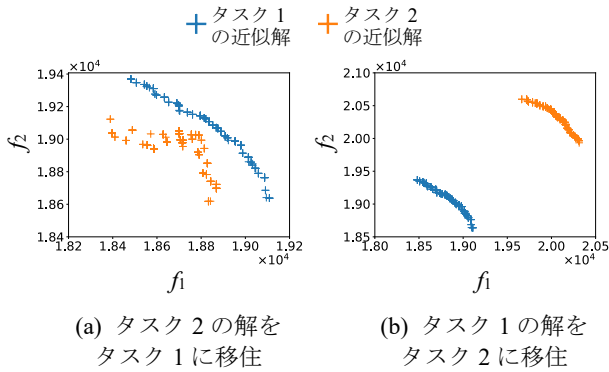 タスク 1 の近似解
タスク 2 の近似解
×10⁴
1.94
1.92
1.90
1.88
1.86
1.84
f₂
1.82 1.84 1.86 1.88 1.90 1.92
×10⁴
f₁
×10⁴
2.10
2.05
2.00
1.95
1.90
1.85
f₂
1.80 1.85 1.90 1.95 2.00 2.05
×10⁴
f₁
(a) タスク 2 の解を
タスク 1 に移住
(b) タスク 1 の解を
タスク 2 に移住